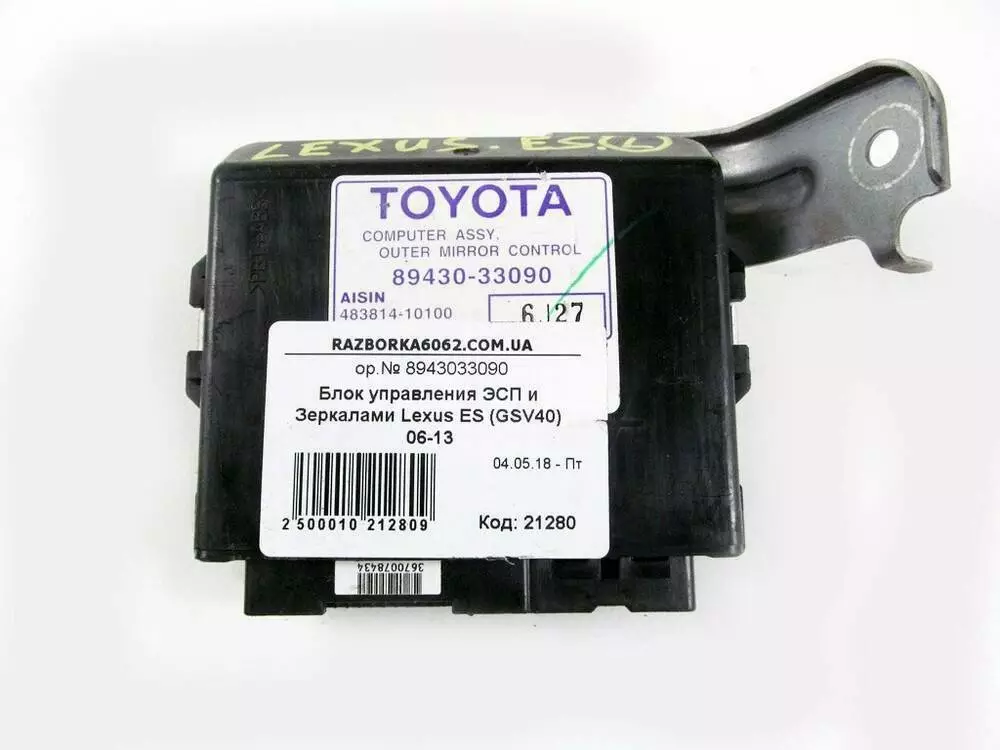 LEXUS. ES(L)
>PBT+ABS<
TOYOTA
COMPUTER ASSY,
OUTER MIRROR CONTROL
89430-33090
AISIN
483814-10100
6J27
RAZBORKA6062.COM.UA
ор.№ 8943033090
Блок управления ЭСП и
Зеркалами Lexus ES (GSV40)
06-13
04.05.18 - Пт
2 500010 212809
Код: 21280
3670078434